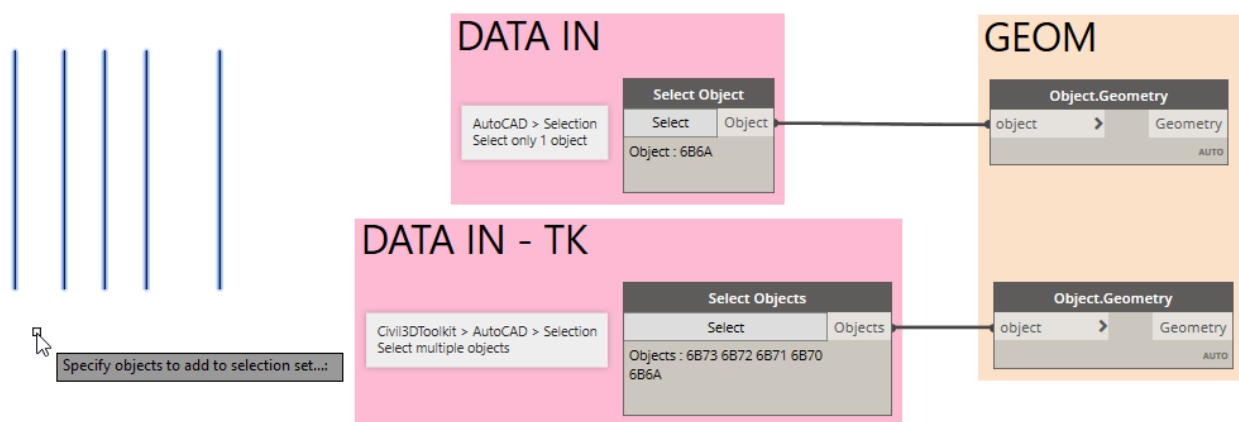 DATA IN
GEOM
AutoCAD > Selection
Select only 1 object
Select Object
Select
Object
Object : 6B6A
Object.Geometry
object
>
Geometry
AUTO
DATA IN - TK
Civil3DToolkit > AutoCAD > Selection
Select multiple objects
Select Objects
Select
Objects
Objects : 6B73 6B72 6B71 6B70
6B6A
Object.Geometry
object
>
Geometry
AUTO
Specify objects to add to selection set...: